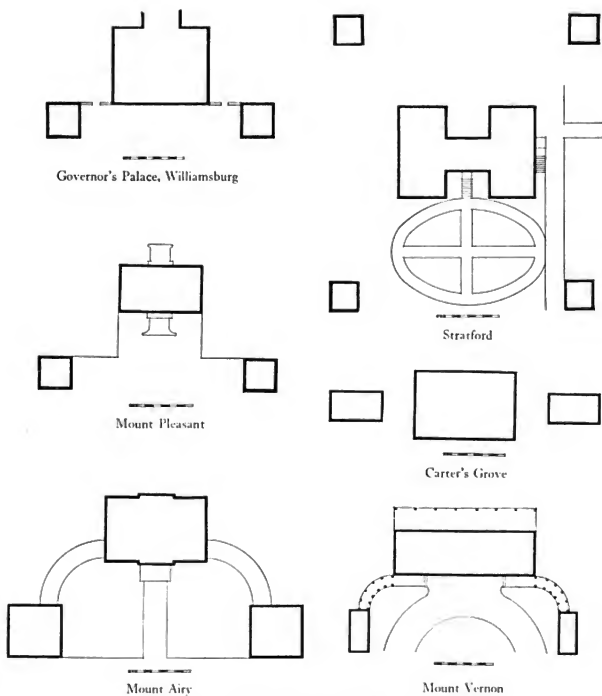 Governor's Palace, Williamsburg
Stratford
Mount Pleasant
Carter's Grove
Mount Airy
Mount Vernon